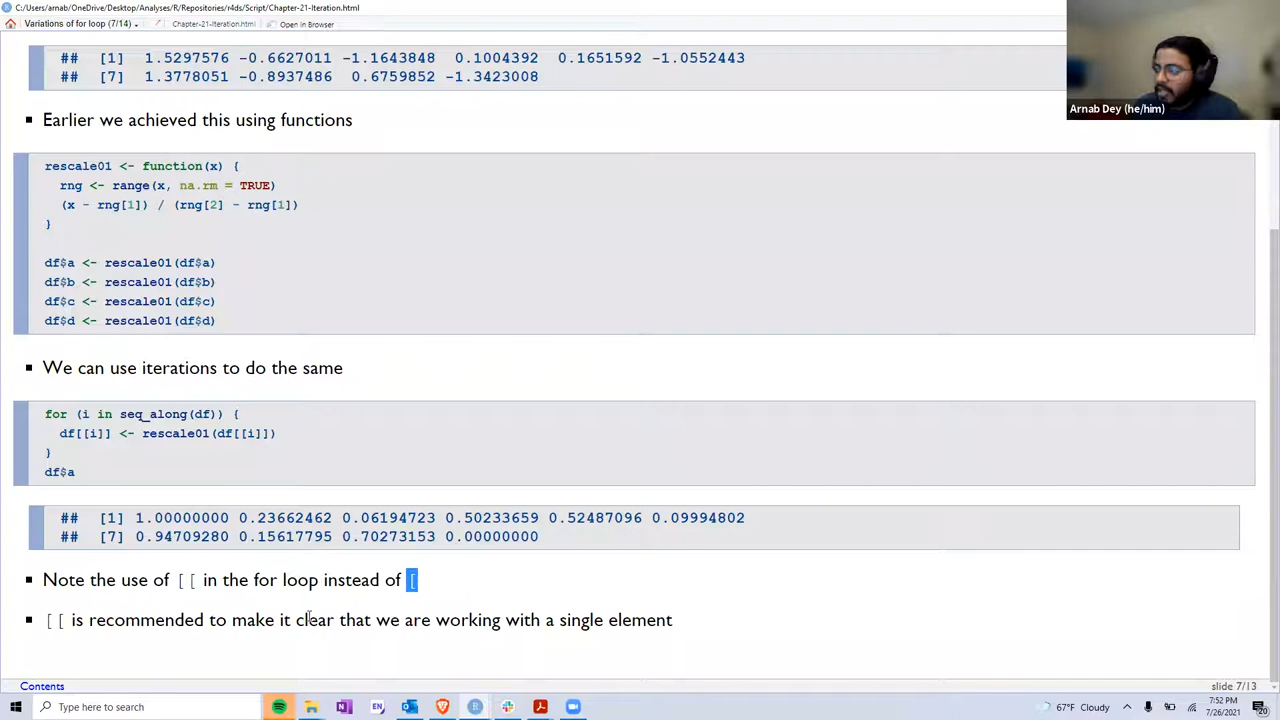 C:/Users/arnab/OneDrive/Desktop/Analyses/R/Repositories/r4ds/Script/Chapter-21-Iteration.html
Variations of for loop (7/14) Chapter-21-Iteration.html Open in Browser
## [1] 1.5297576 -0.6627011 -1.1643848 0.1004392 0.1651592 -1.0552443
## [7] 1.3778051 -0.8937486 0.6759852 -1.3423008
Arnab Dey (he/him)
▪ Earlier we achieved this using functions
rescale01 <- function(x) {
rng <- range(x, na.rm = TRUE)
(x - rng[1]) / (rng[2] - rng[1])
}
df$a <- rescale01(df$a)
df$b <- rescale01(df$b)
df$c <- rescale01(df$c)
df$d <- rescale01(df$d)
▪ We can use iterations to do the same
for (i in seq_along(df)) {
df[[i]] <- rescale01(df[[i]])
}
df$a
## [1] 1.00000000 0.23662462 0.06194723 0.50233659 0.52487096 0.09994802
## [7] 0.94709280 0.15617795 0.70273153 0.00000000
▪ Note the use of [[ in the for loop instead of [
▪ [[ is recommended to make it clear that we are working with a single element
Contents
slide 7/13
Type here to search
EN
67°F Cloudy
7:52 PM
7/26/2021
20